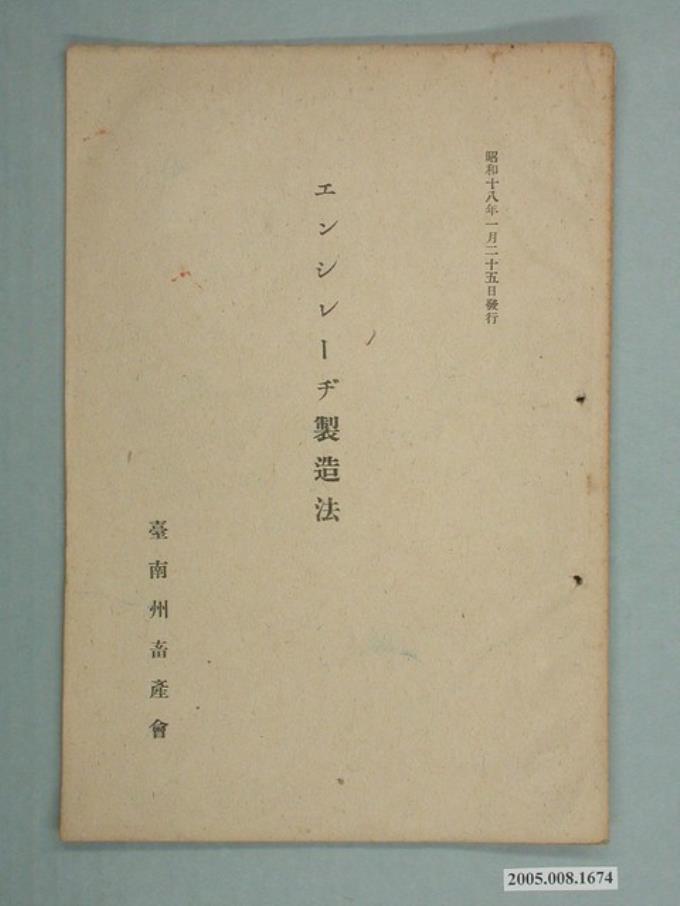 昭和十八年一月二十五日發行
エンシレーヂ製造法
臺南州畜產會
2005.008.1674